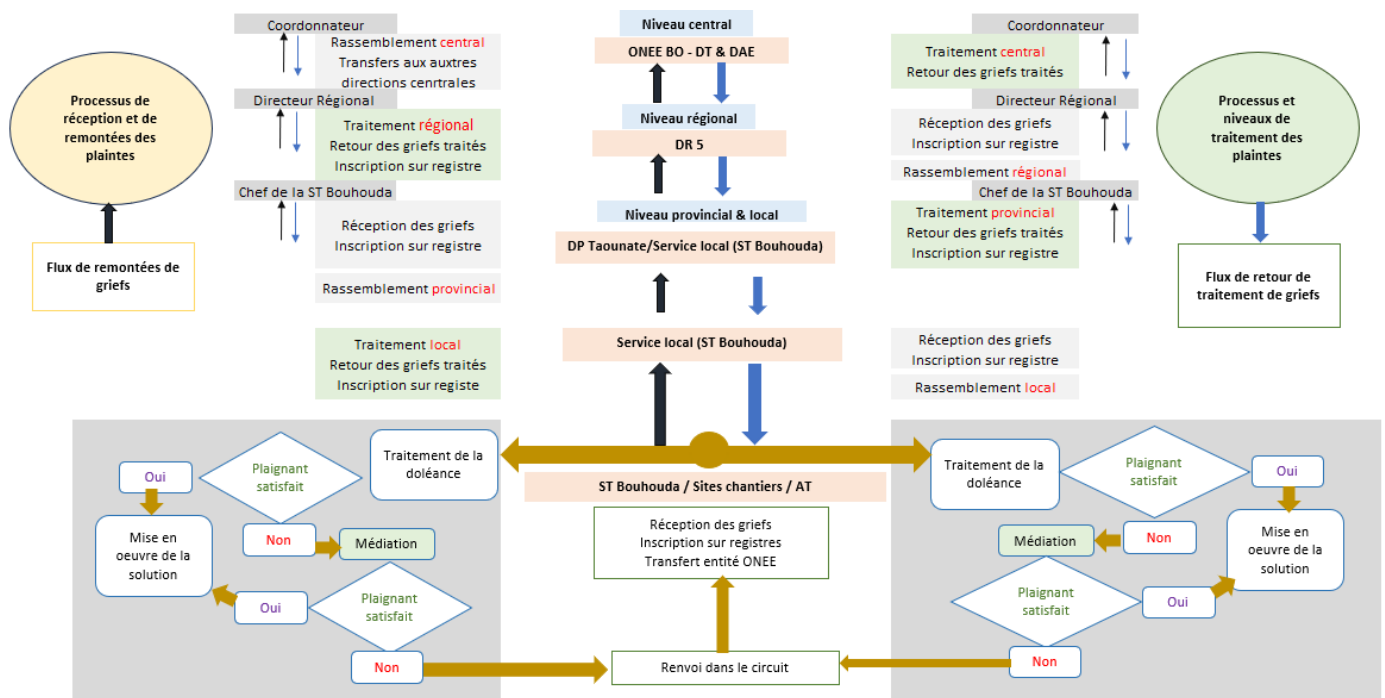 Coordonnateur
Rassemblement central
Transfers aux auxtres
directions cenrtrales
Niveau central
ONEE BO - DT & DAE
Coordonnateur
Traitement central
Retour des griefs traités
Processus de
réception et de
remontées des
plaintes
Directeur Régional
Traitement régional
Retour des griefs traités
Inscription sur registre
Niveau régional
DR 5
Directeur Régional
Réception des griefs
Inscription sur registre
Rassemblement régional
Processus et
niveaux de
traitement des
plaintes
Chef de la ST Bouhouda
Réception des griefs
Inscription sur registre
Rassemblement provincial
Niveau provincial & local
DP Taounate/Service local (ST Bouhouda)
Chef de la ST Bouhouda
Traitement provincial
Retour des griefs traités
Inscription sur registre
Flux de remontées de
griefs
Flux de retour de
traitement de griefs
Traitement local
Retour des griefs traités
Inscription sur registe
Service local (ST Bouhouda)
Réception des griefs
Inscription sur registre
Rassemblement local
Oui
Plaignant
satisfait
Traitement de la
doléance
Non
Médiation
Mise en
oeuvre de la
solution
Oui
Plaignant
satisfait
Non
ST Bouhouda / Sites chantiers / AT
Réception des griefs
Inscription sur registres
Transfert entité ONEE
Renvoi dans le circuit
Traitement de la
doléance
Plaignant
satisfait
Oui
Médiation
Non
Mise en
oeuvre de la
solution
Plaignant
satisfait
Oui
Non